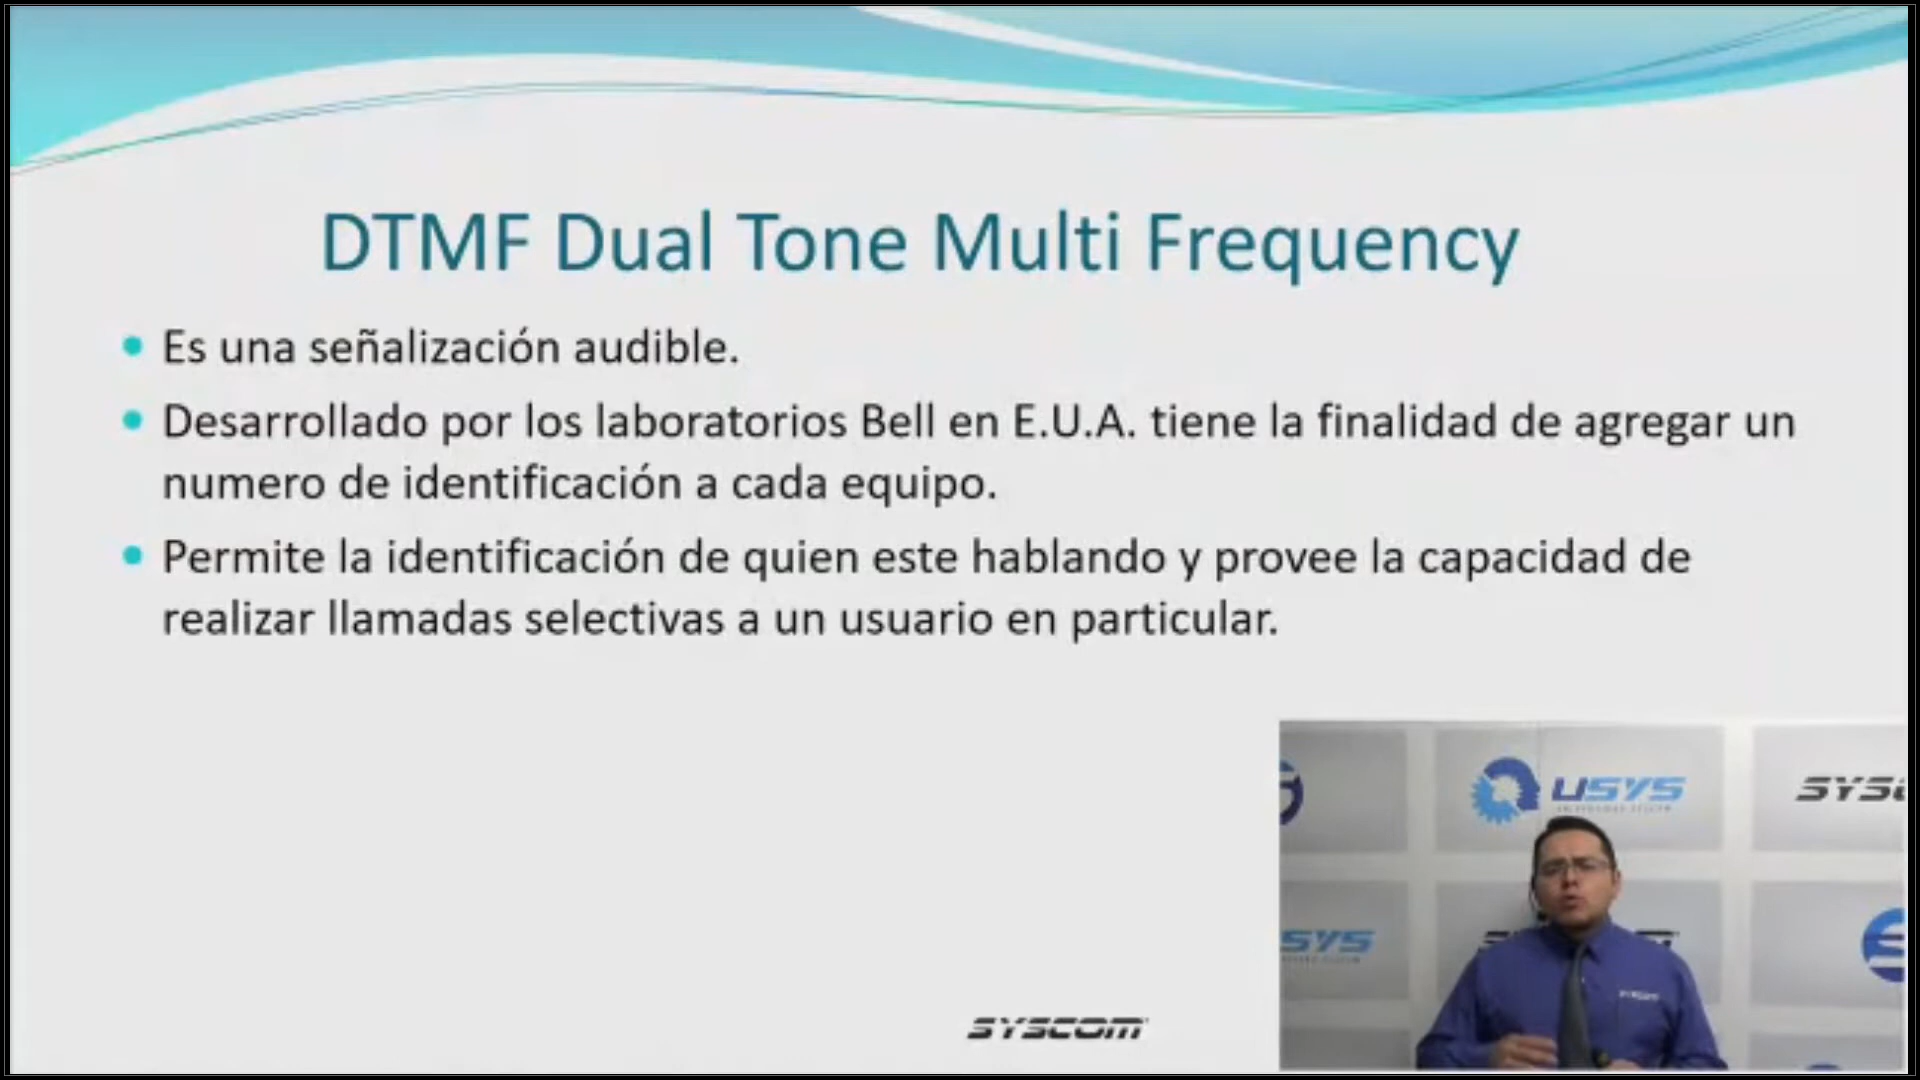 DTMF Dual Tone Multi Frequency
Es una señalización audible.
Desarrollado por los laboratorios Bell en E.U.A. tiene la finalidad de agregar un
numero de identificación a cada equipo.
Permite la identificación de quien este hablando y provee la capacidad de
realizar llamadas selectivas a un usuario en particular.
USYS
SYSCOM